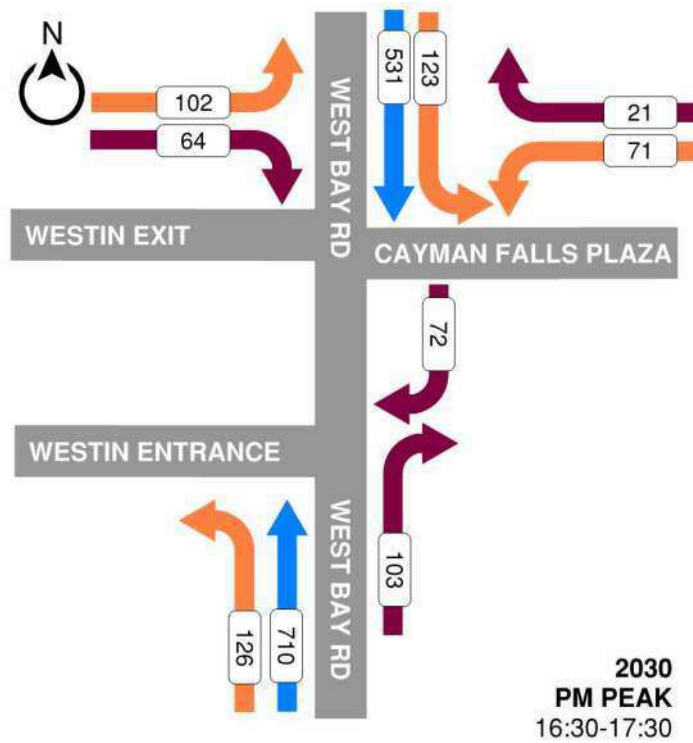 N
102
64
WEST BAY RD
531
123
21
71
WESTIN EXIT
CAYMAN FALLS PLAZA
72
WESTIN ENTRANCE
WEST BAY RD
103
126
710
2030
PM PEAK
16:30-17:30